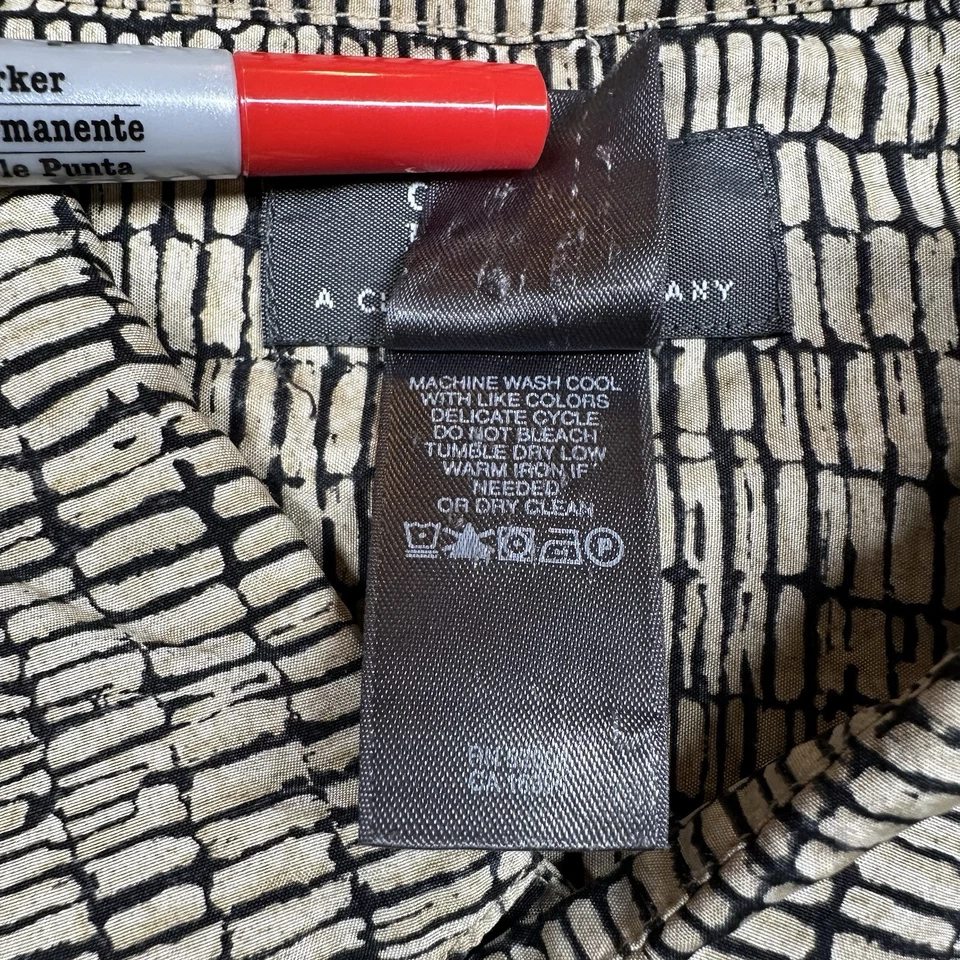 rker
manente
le Punta
A C
ANY
MACHINE WASH COOL
WITH LIKE COLORS
DELICATE CYCLE
DO NOT BLEACH
TUMBLE DRY LOW
WARM IRON IF
NEEDED
OR DRY CLEAN
P